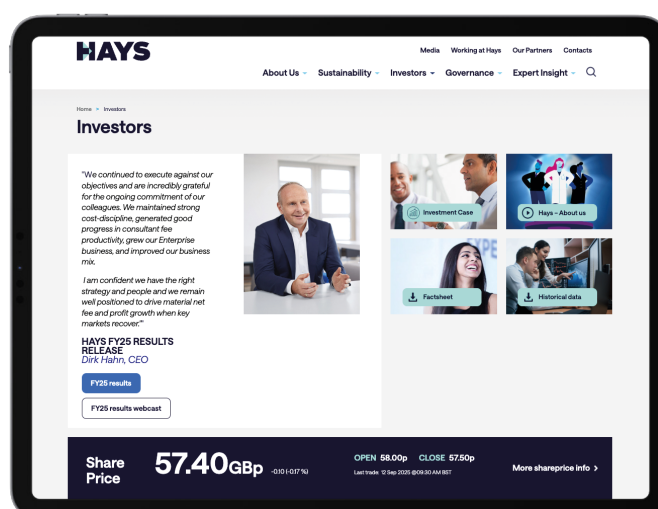 HAYS
Media Working at Hays Our Partners Contacts
About Us Sustainability Investors Governance Expert Insight
Home > Investors
Investors
"We continued to execute against our
objectives and are incredibly grateful
for the ongoing commitment of our
colleagues. We maintained strong
cost-discipline, generated good
progress in consultant fee
productivity, grew our Enterprise
business, and improved our business
mix.
I am confident we have the right
strategy and people and we remain
well positioned to drive material net
fee and profit growth when key
markets recover.""
HAYS FY25 RESULTS
RELEASE
Dirk Hahn, CEO
FY25 results
FY25 results webcast
Investment Case
Hays – About us
EXPE
Factsheet
Historical data
Share
Price
57.40GBp
-0.10 (-0.17 %)
OPEN 58.00p CLOSE 57.50p
Last trade: 12 Sep 2025 @09:30 AM BST
More shareprice info >